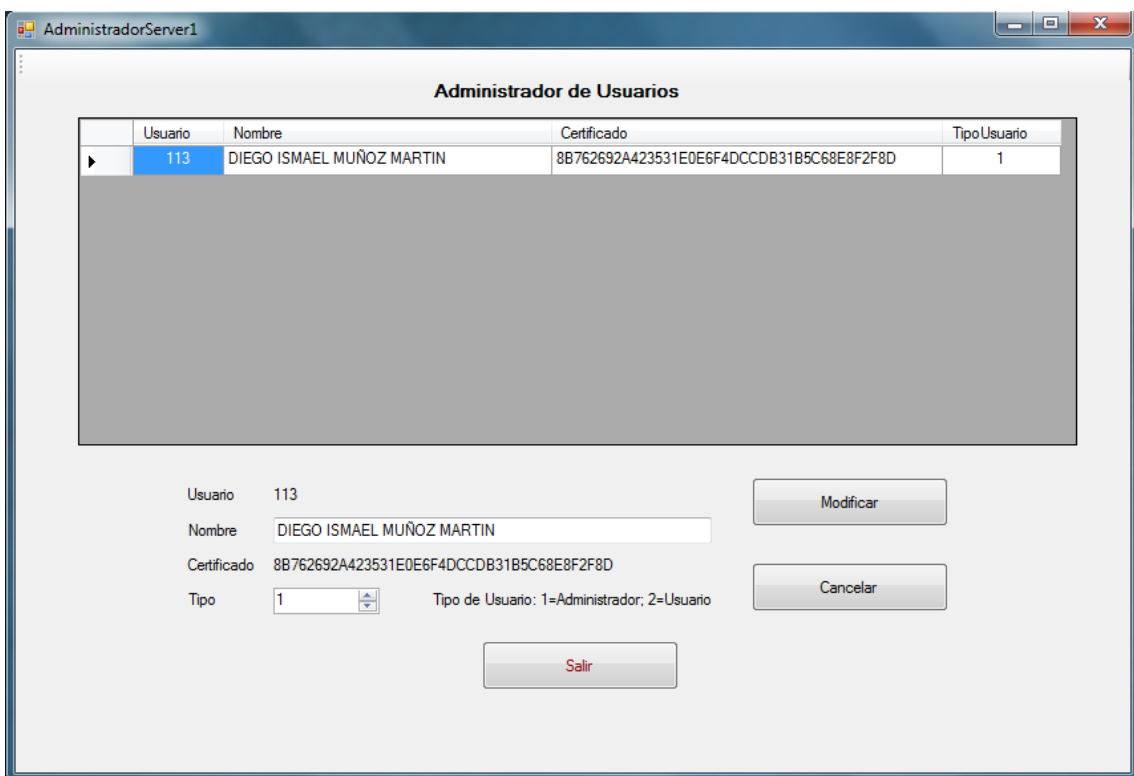 AdministradorServer1
Administrador de Usuarios
Usuario Nombre Certificado TipoUsuario
113 DIEGO ISMAEL MUÑOZ MARTIN 8B762692A423531E0E6F4DCCDB31B5C68E8F2F8D 1
Usuario 113
Modificar
Nombre DIEGO ISMAEL MUÑOZ MARTIN
Certificado 8B762692A423531E0E6F4DCCDB31B5C68E8F2F8D
Cancelar
Tipo 1 Tipo de Usuario: 1=Administrador; 2=Usuario
Salir